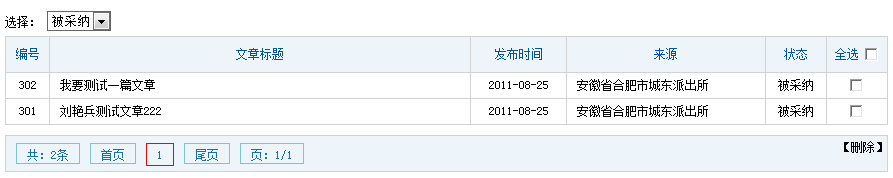 选择： 被采纳
编号 文章标题 发布时间 来源 状态 全选
302 我要测试一篇文章 2011-08-25 安徽省合肥市城东派出所 被采纳
301 刘艳兵测试文章222 2011-08-25 安徽省合肥市城东派出所 被采纳
共：2条 首页 1 尾页 页：1/1 【删除】